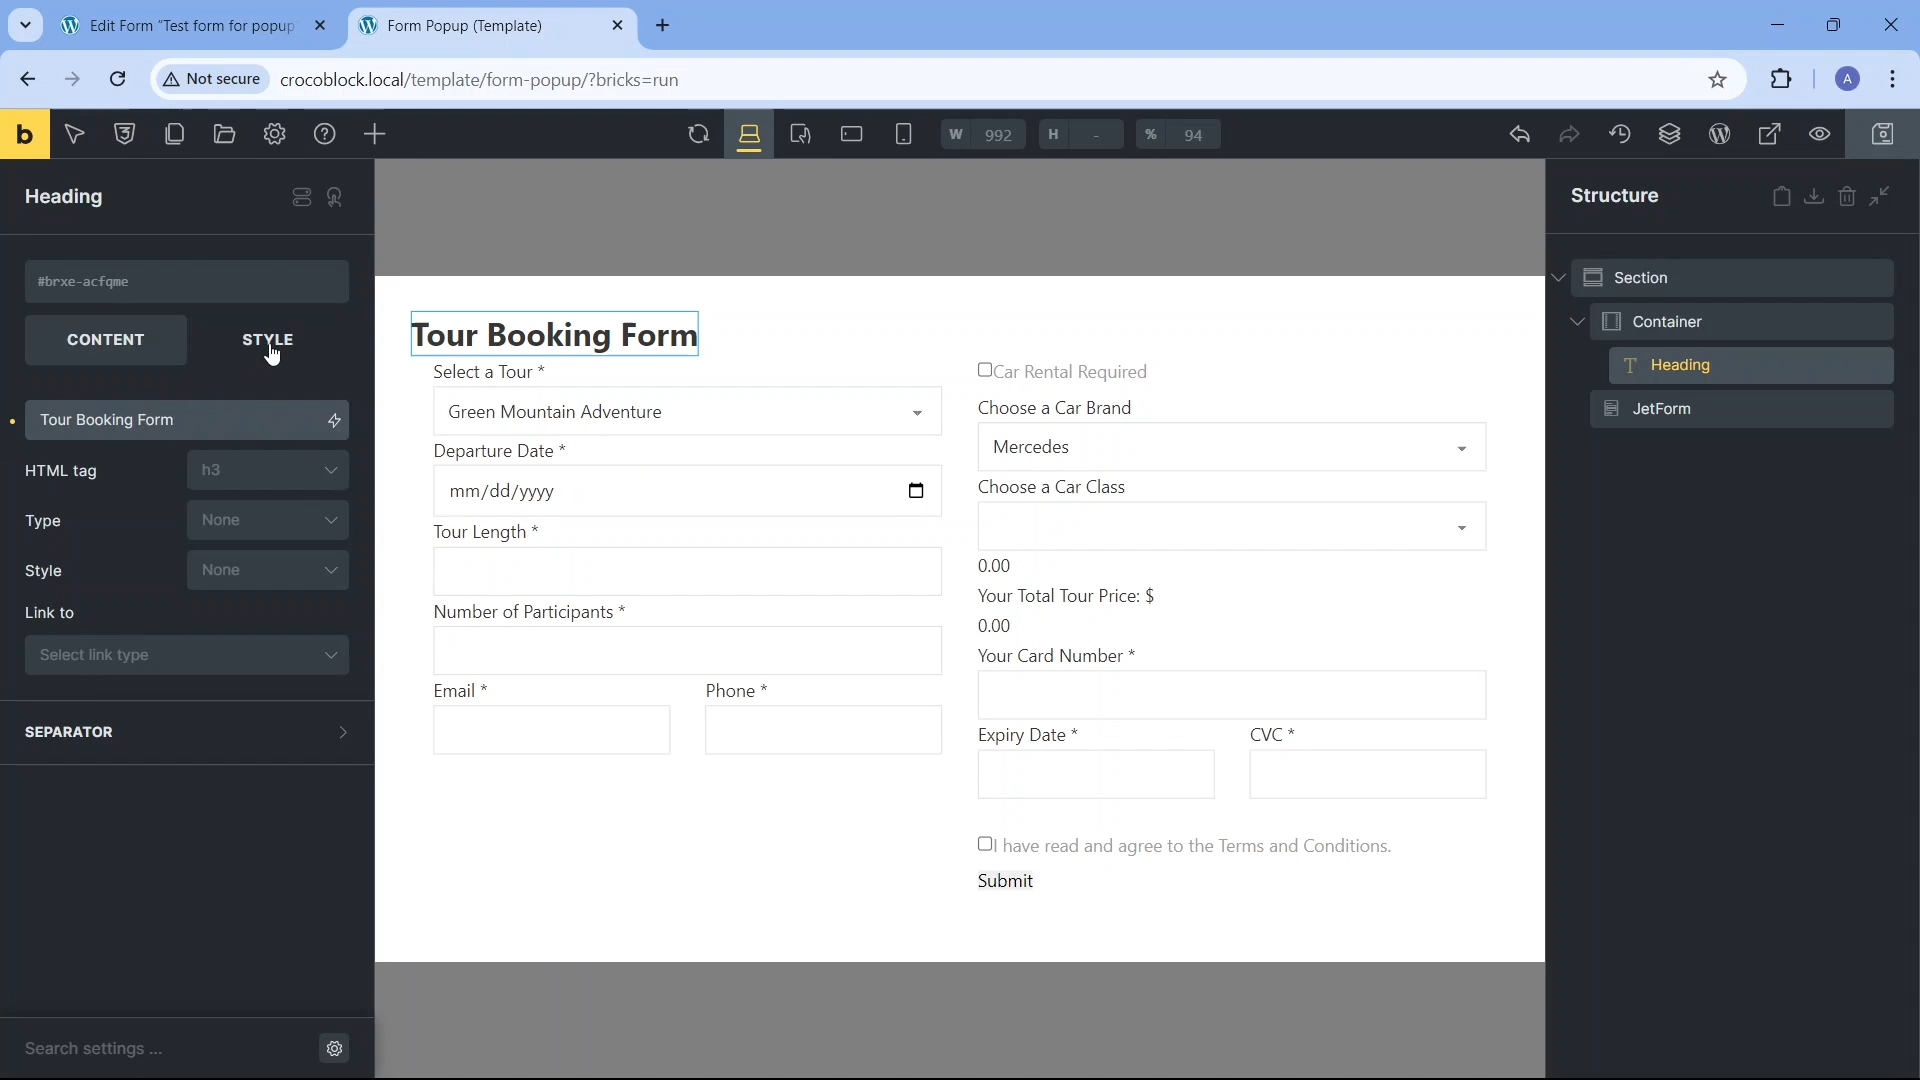 Edit Form "Test form for popup
Form Popup (Template)
Not secure
crocoblock.local/template/form-popup/?bricks=run
A
b
W 992
H -
% 94
Heading
#brxe-acfqme
CONTENT
STYLE
Tour Booking Form
HTML tag
h3
Type
None
Style
None
Link to
Select link type
SEPARATOR
Search settings ...
Tour Booking Form
Select a Tour *
Green Mountain Adventure
Departure Date *
mm/dd/yyyy
Tour Length *
Number of Participants *
Email *
Phone *
Car Rental Required
Choose a Car Brand
Mercedes
Choose a Car Class
0.00
Your Total Tour Price: $
0.00
Your Card Number *
Expiry Date *
CVC *
I have read and agree to the Terms and Conditions.
Submit
Structure
Section
Container
T Heading
JetForm